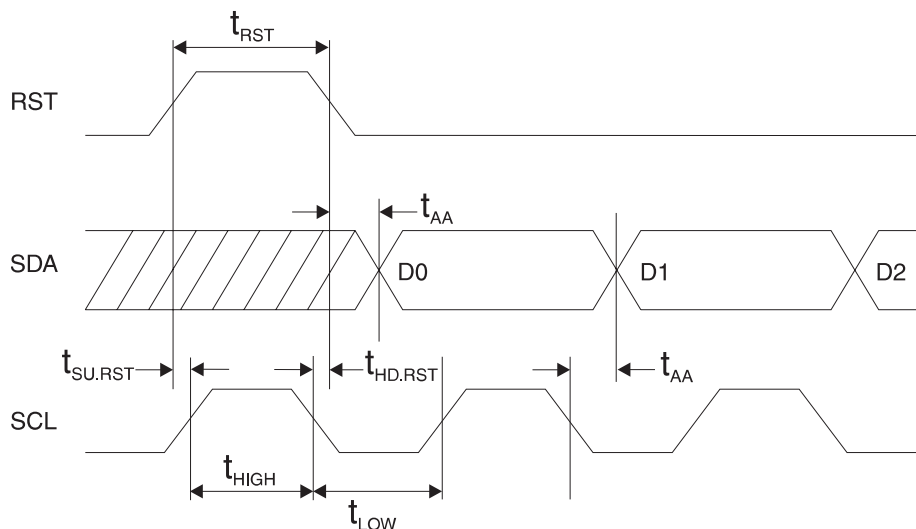 tRST
RST
tAA
SDA
D0
D1
D2
tSU.RST
tHD.RST
tAA
SCL
tHIGH
tLOW